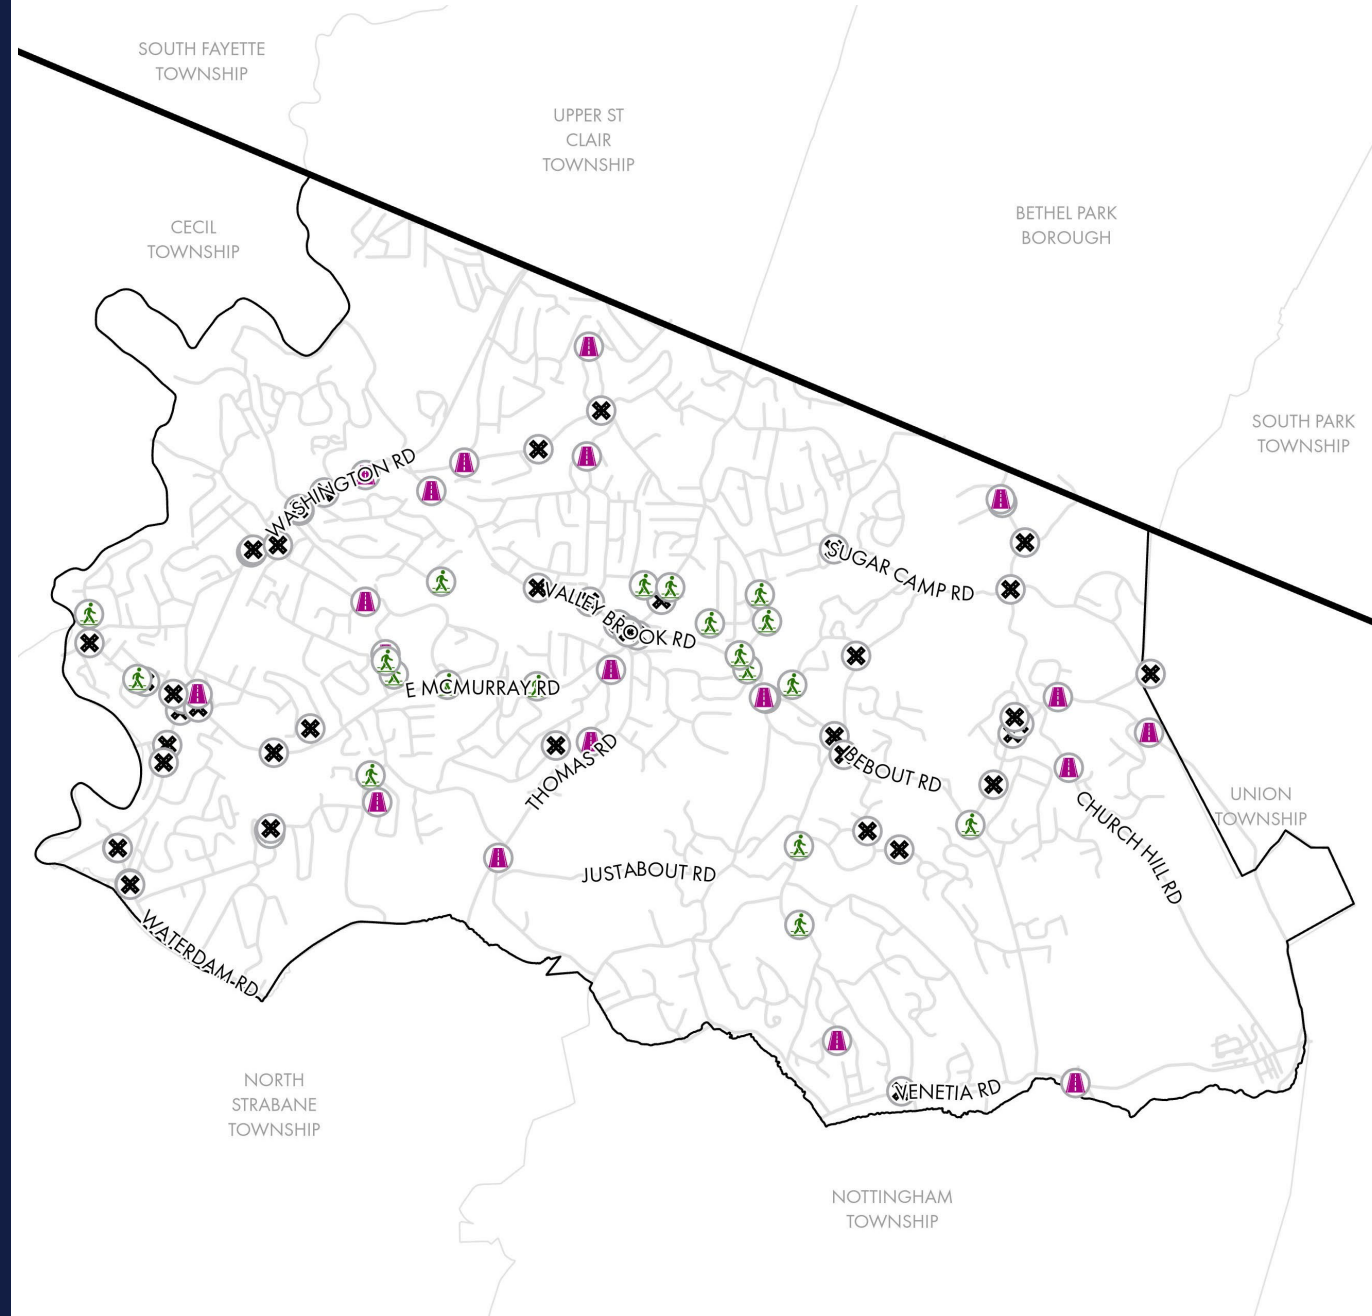 SOUTH FAYETTE
TOWNSHIP
UPPER ST
CLAIR
TOWNSHIP
CECIL
TOWNSHIP
BETHEL PARK
BOROUGH
SOUTH PARK
TOWNSHIP
WASHINGTON RD
SUGAR CAMP RD
VALLEY BROOK RD
E MCMURRAY RD
THOMAS RD
BEBOUT RD
UNION
TOWNSHIP
CHURCH HILL RD
JUSTABOUT RD
WATERDAM RD
VENETIA RD
NORTH
STRABANE
TOWNSHIP
NOTTINGHAM
TOWNSHIP